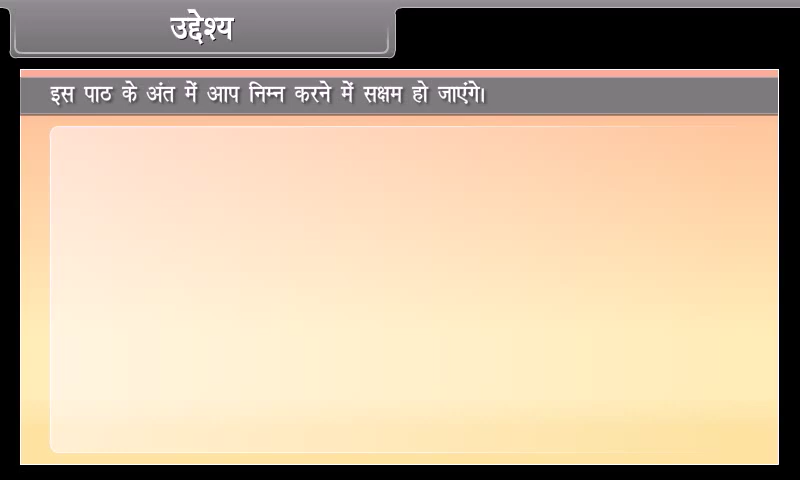 उद्देश्य
इस पाठ के अंत में आप निम्न करने में सक्षम हो जाएंगे।